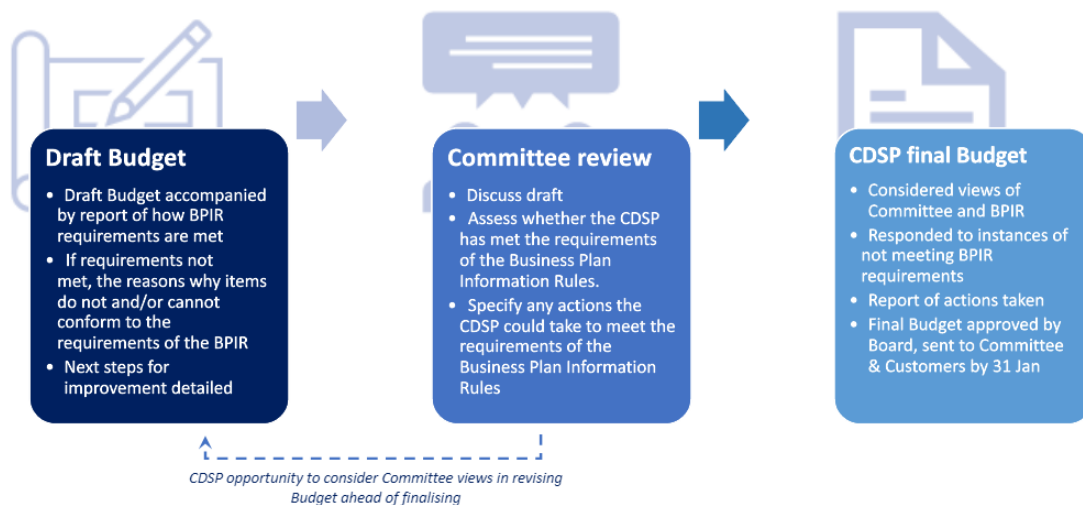 Draft Budget
• Draft Budget accompanied
by report of how BPIR
requirements are met
• If requirements not
met, the reasons why items
do not and/or cannot
conform to the
requirements of the BPIR
• Next steps for
improvement detailed
Committee review
• Discuss draft
• Assess whether the CDSP
has met the requirements
of the Business Plan
Information Rules.
• Specify any actions the
CDSP could take to meet the
requirements of the
Business Plan Information
Rules
CDSP final Budget
• Considered views of
Committee and BPIR
• Responded to instances of
not meeting BPIR
requirements
• Report of actions taken
• Final Budget approved by
Board, sent to Committee
& Customers by 31 Jan
CDSP opportunity to consider Committee views in revising
Budget ahead of finalising